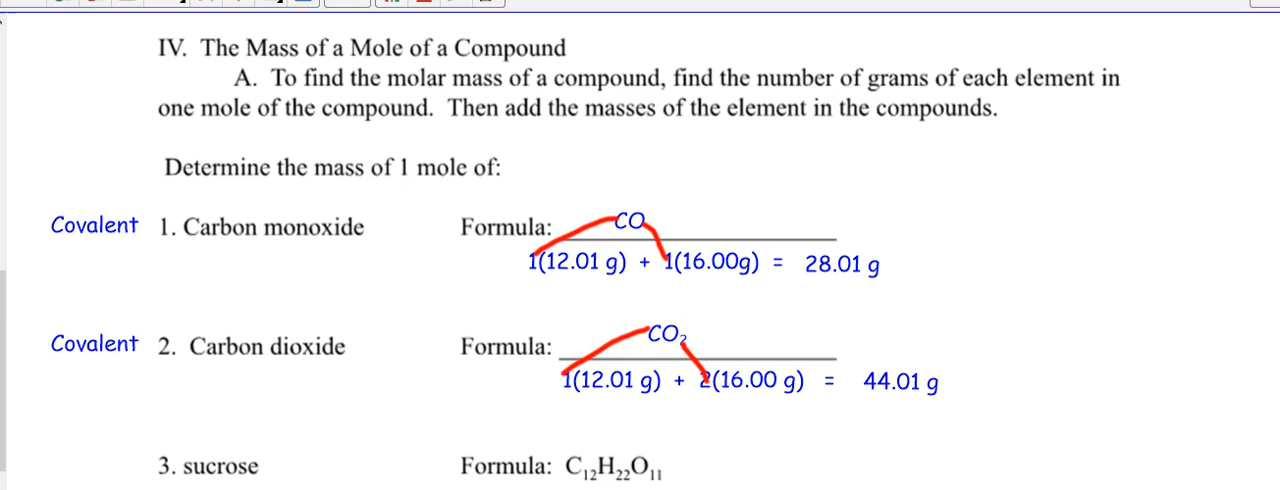 IV. The Mass of a Mole of a Compound
A. To find the molar mass of a compound, find the number of grams of each element in
one mole of the compound. Then add the masses of the element in the compounds.
Determine the mass of 1 mole of:
Covalent 1. Carbon monoxide Formula: CO
1(12.01 g) + 1(16.00g) = 28.01 g
Covalent 2. Carbon dioxide Formula: CO₂
1(12.01 g) + 2(16.00 g) = 44.01 g
3. sucrose Formula: C₁₂H₂₂O₁₁